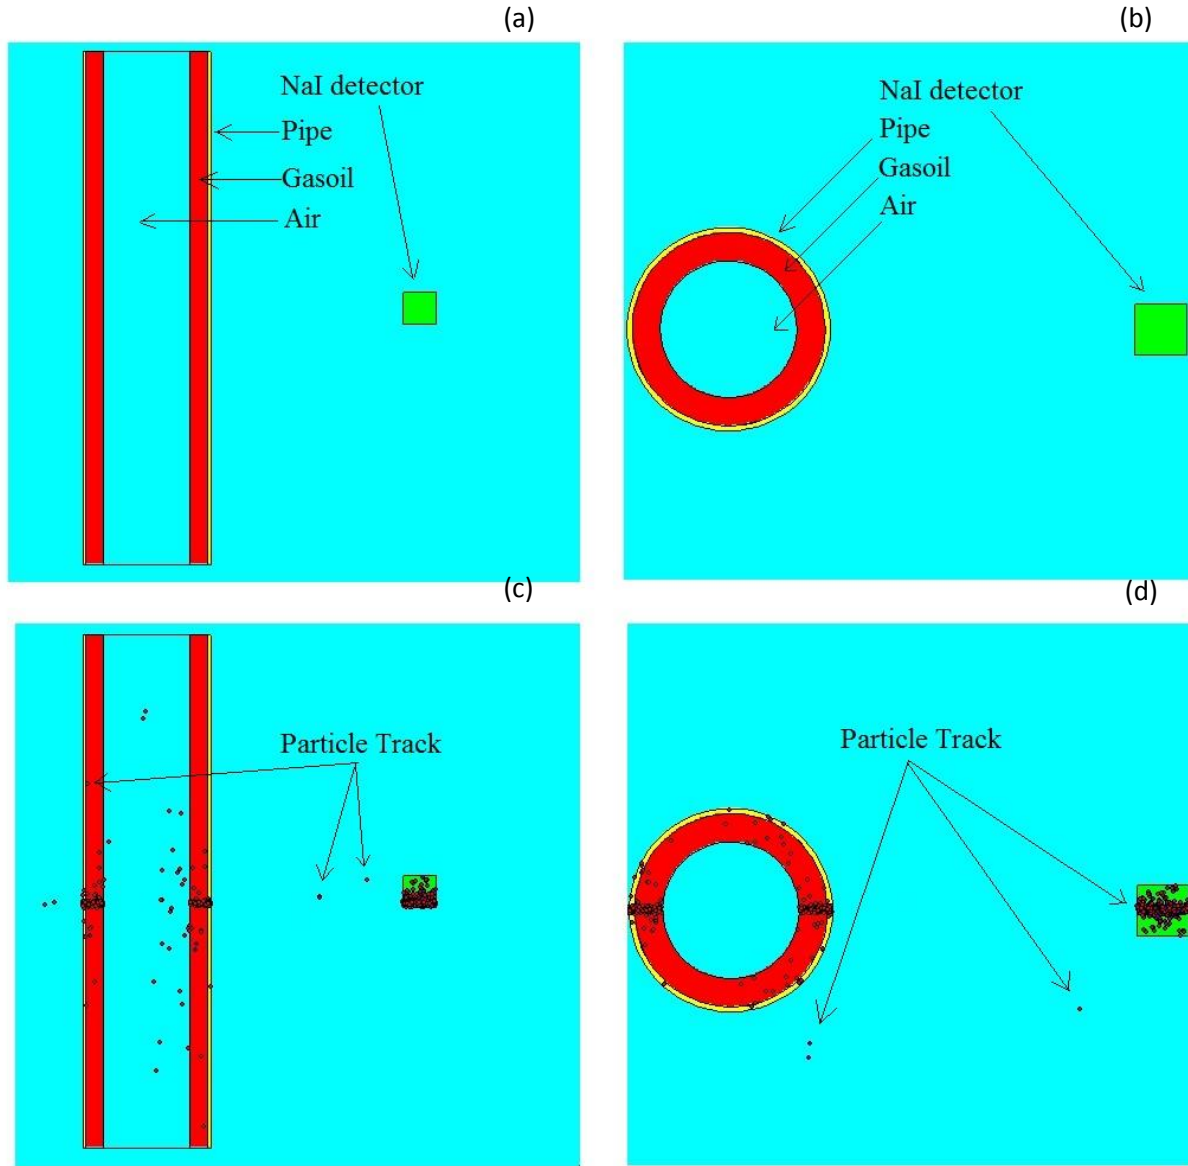 (a)
NaI detector
Pipe
Gasoil
Air
(b)
NaI detector
Pipe
Gasoil
Air
(c)
Particle Track
(d)
Particle Track